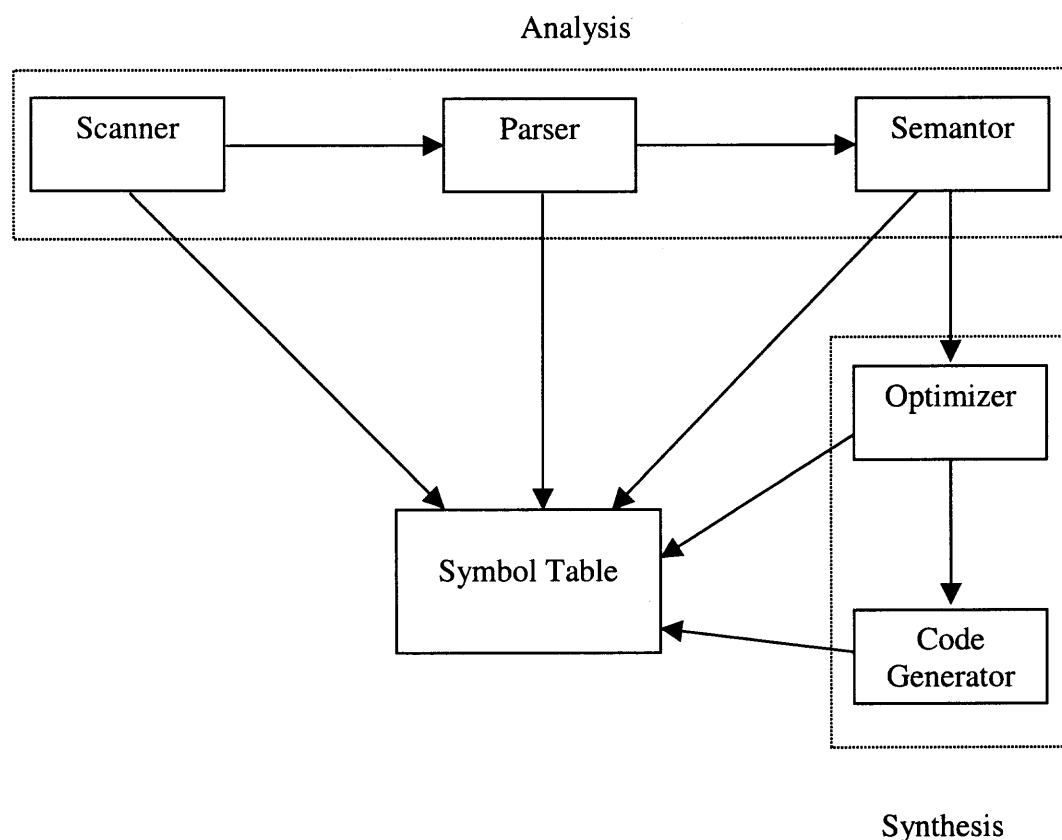 Analysis
Scanner
Parser
Semantor
Optimizer
Symbol Table
Code
Generator
Synthesis